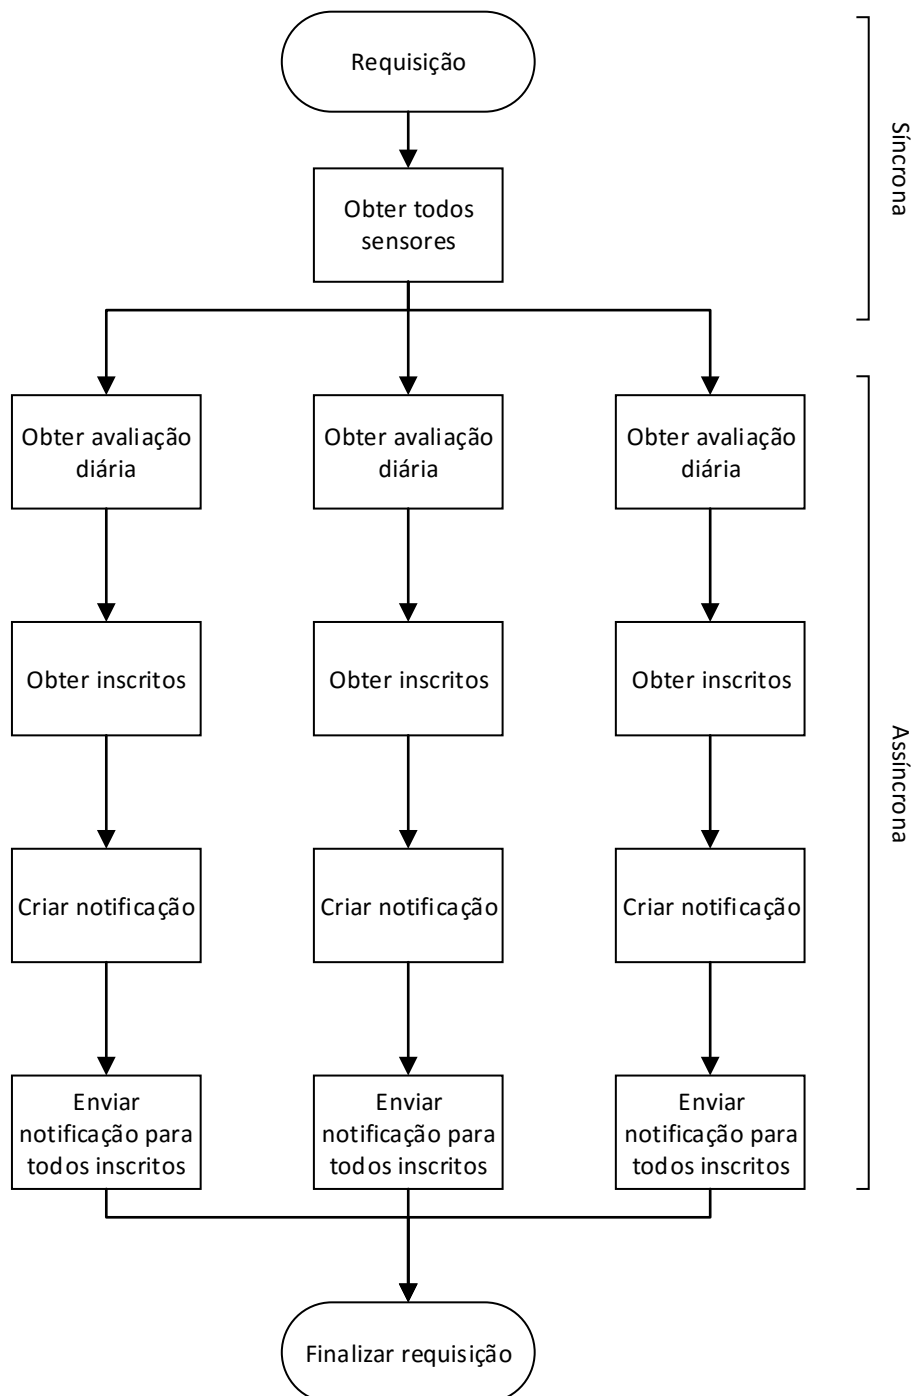 Requisição
Síncrona
Obter todos
sensores
Obter avaliação
diária
Obter avaliação
diária
Obter avaliação
diária
Obter inscritos
Obter inscritos
Obter inscritos
Assíncrona
Criar notificação
Criar notificação
Criar notificação
Enviar
notificação para
todos inscritos
Enviar
notificação para
todos inscritos
Enviar
notificação para
todos inscritos
Finalizar requisição